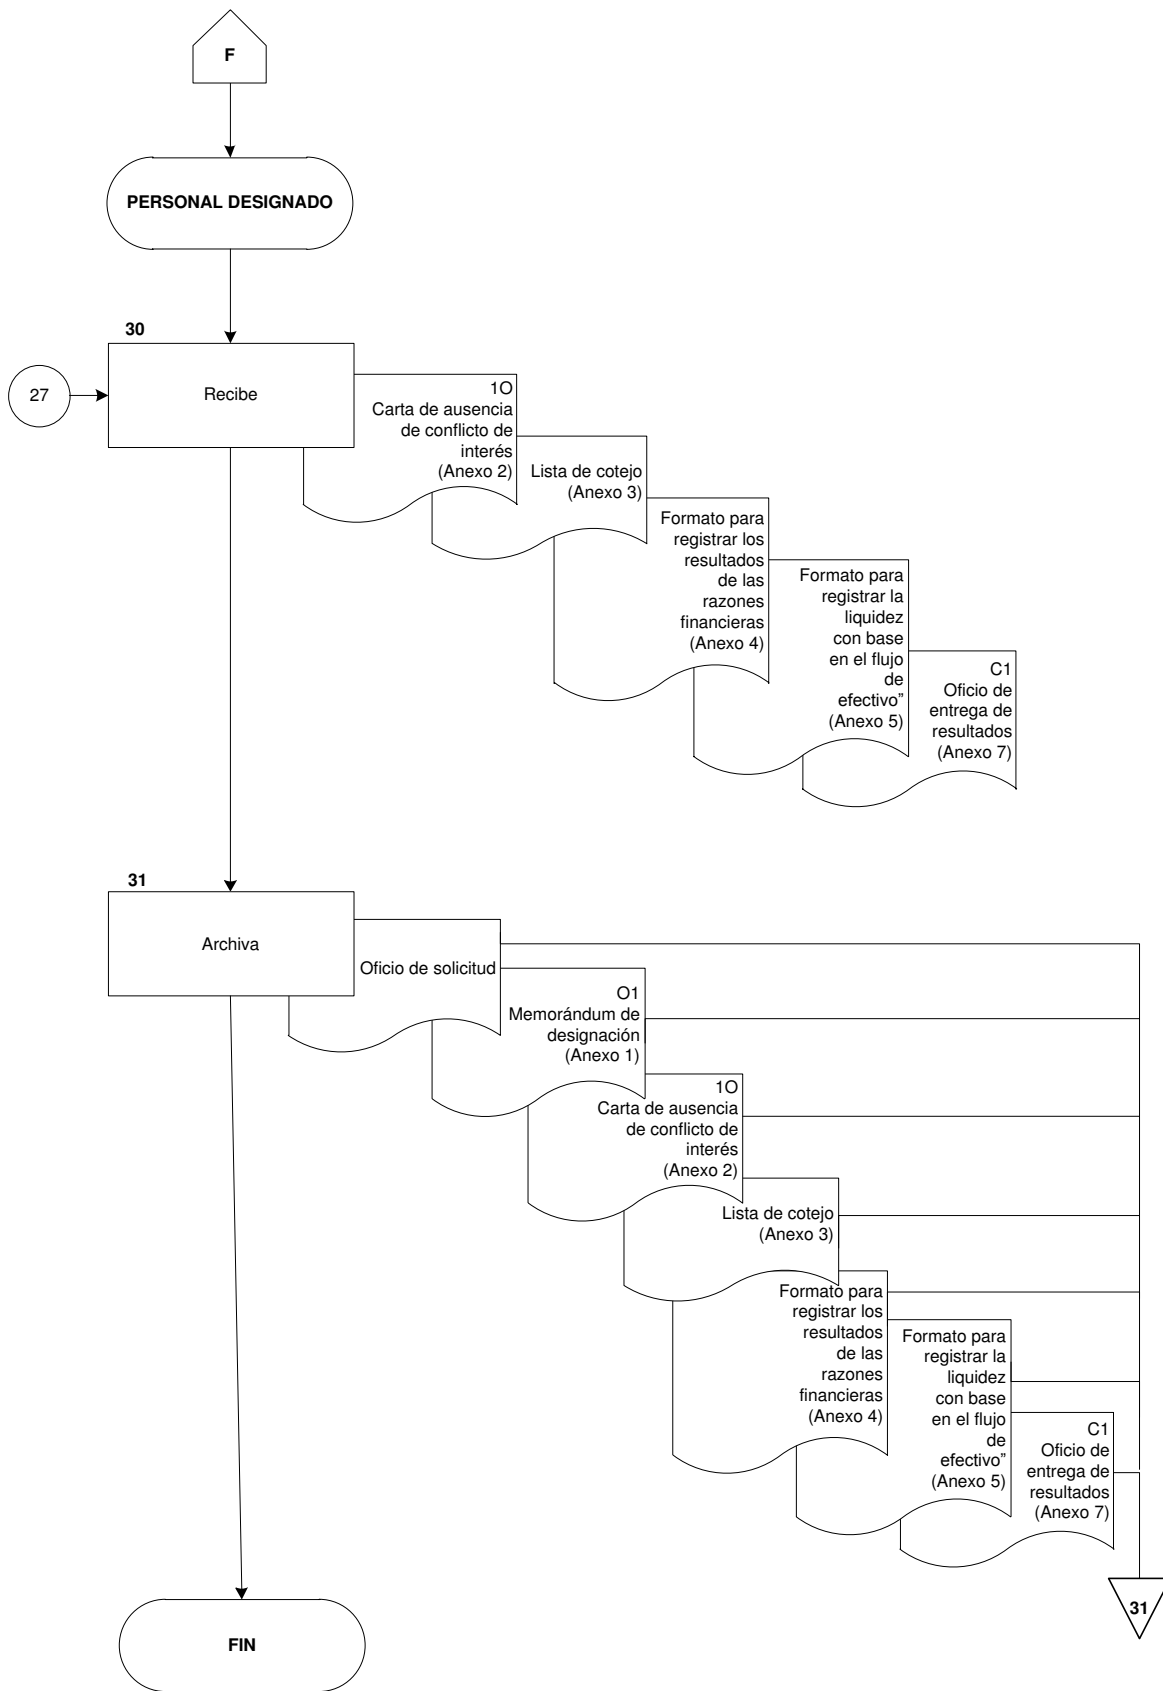 F
PERSONAL DESIGNADO
30
27
Recibe
1O
Carta de ausencia
de conflicto de
interés
(Anexo 2)
Lista de cotejo
(Anexo 3)
Formato para
registrar los
resultados
de las
razones
financieras
(Anexo 4)
Formato para
registrar la
liquidez
con base
en el flujo
de
efectivo”
(Anexo 5)
C1
Oficio de
entrega de
resultados
(Anexo 7)
31
Archiva
Oficio de solicitud
O1
Memorándum de
designación
(Anexo 1)
1O
Carta de ausencia
de conflicto de
interés
(Anexo 2)
Lista de cotejo
(Anexo 3)
Formato para
registrar los
resultados
de las
razones
financieras
(Anexo 4)
Formato para
registrar la
liquidez
con base
en el flujo
de
efectivo”
(Anexo 5)
C1
Oficio de
entrega de
resultados
(Anexo 7)
31
FIN